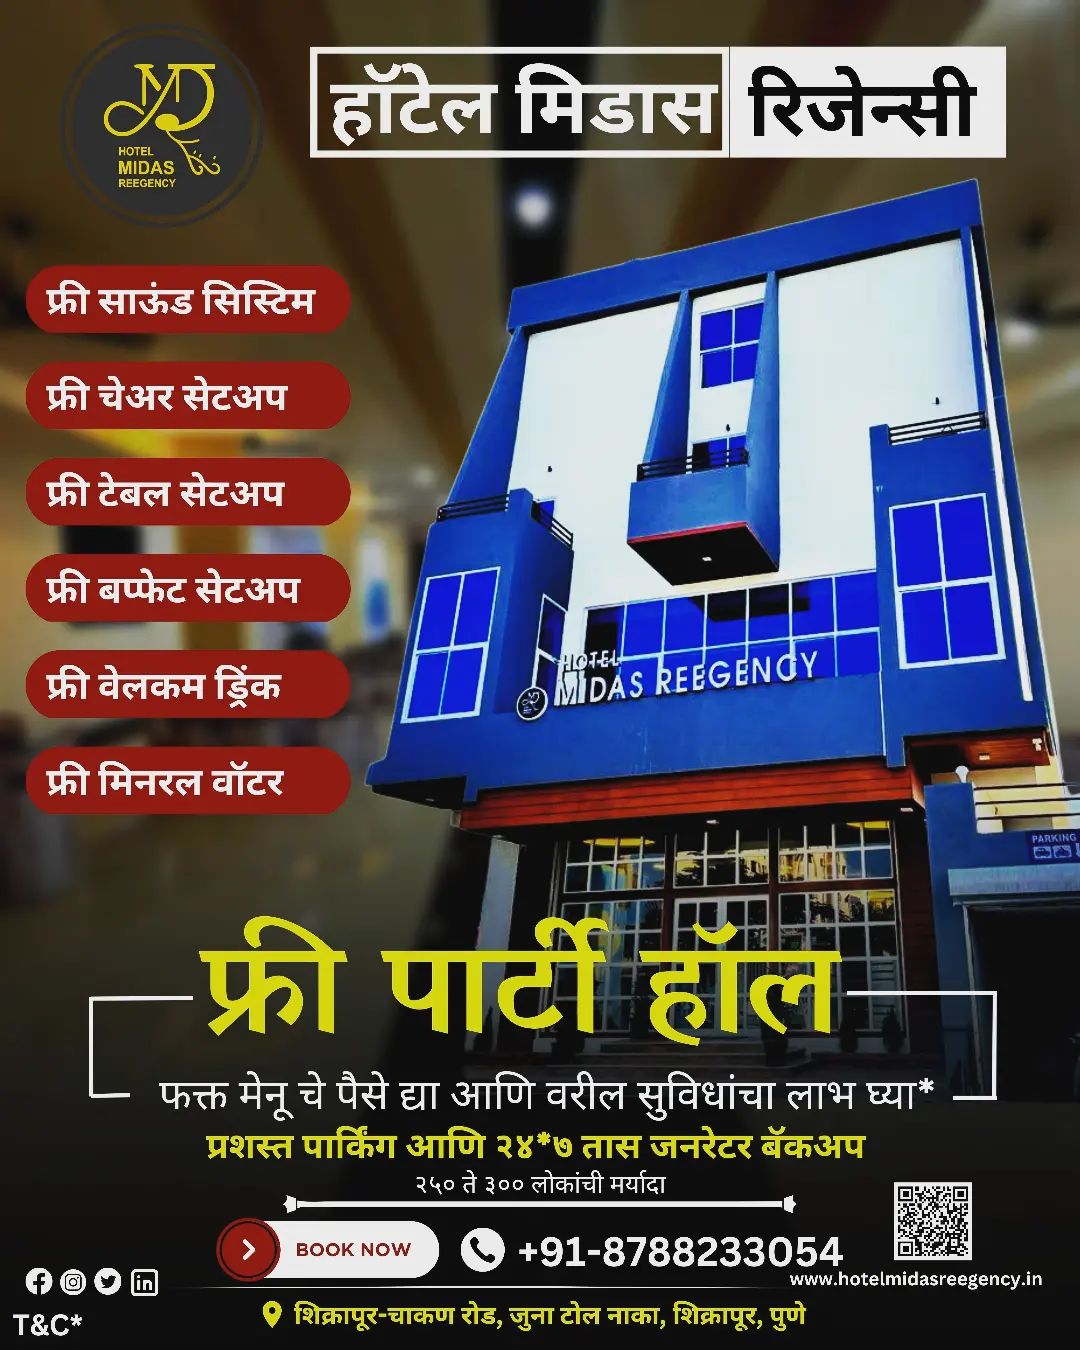 HOTEL
MIDAS
REEGENCY
हॉटेल मिडास रिजेन्सी
फ्री साऊंड सिस्टिम
फ्री चेअर सेटअप
फ्री टेबल सेटअप
फ्री बप्फेट सेटअप
फ्री वेलकम ड्रिंक
फ्री मिनरल वॉटर
HOTEL
MIDAS REEGENCY
PARKING
फ्री पार्टी हॉल
फक्त मेनू चे पैसे द्या आणि वरील सुविधांचा लाभ घ्या*
प्रशस्त पार्किंग आणि २४*७ तास जनरेटर बॅकअप
२५० ते ३०० लोकांची मर्यादा
BOOK NOW
+91-8788233054
www.hotelmidasreegency.in
T&C*
शिक्रापूर-चाकण रोड, जुना टोल नाका, शिक्रापूर, पुणे